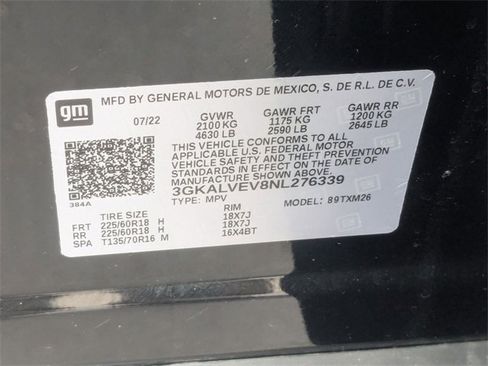 gm
MFD BY GENERAL MOTORS DE MEXICO, S. DE R.L. DE C.V.
07/22 GVWR GAWR FRT GAWR RR
2100 KG 1175 KG 1200 KG
4630 LB 2590 LB 2645 LB
THIS VEHICLE CONFORMS TO ALL
APPLICABLE U.S. FEDERAL MOTOR
VEHICLE SAFETY AND THEFT PREVENTION
STANDARDS IN EFFECT ON THE DATE OF
MANUFACTURE SHOWN ABOVE.
3GKALVEV8NL276339
TYPE: MPV MODEL: 89TXM26
384A
TIRE SIZE RIM
FRT 225/60R18 H 18X7J
RR 225/60R18 H 18X7J
SPA T135/70R16 M 16X4BT